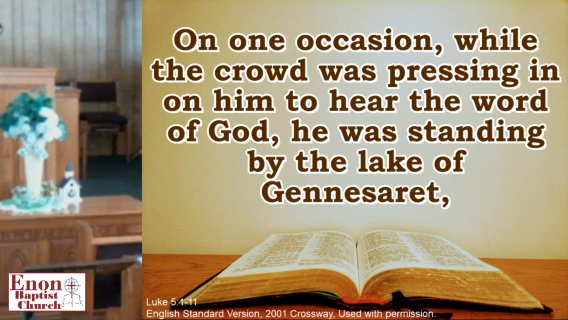 On one occasion, while
the crowd was pressing in
on him to hear the word
of God, he was standing
by the lake of
Gennesaret,
Luke 5:1-11
English Standard Version, 2001 Crossway, Used with permission.
Enon
Baptist
Church